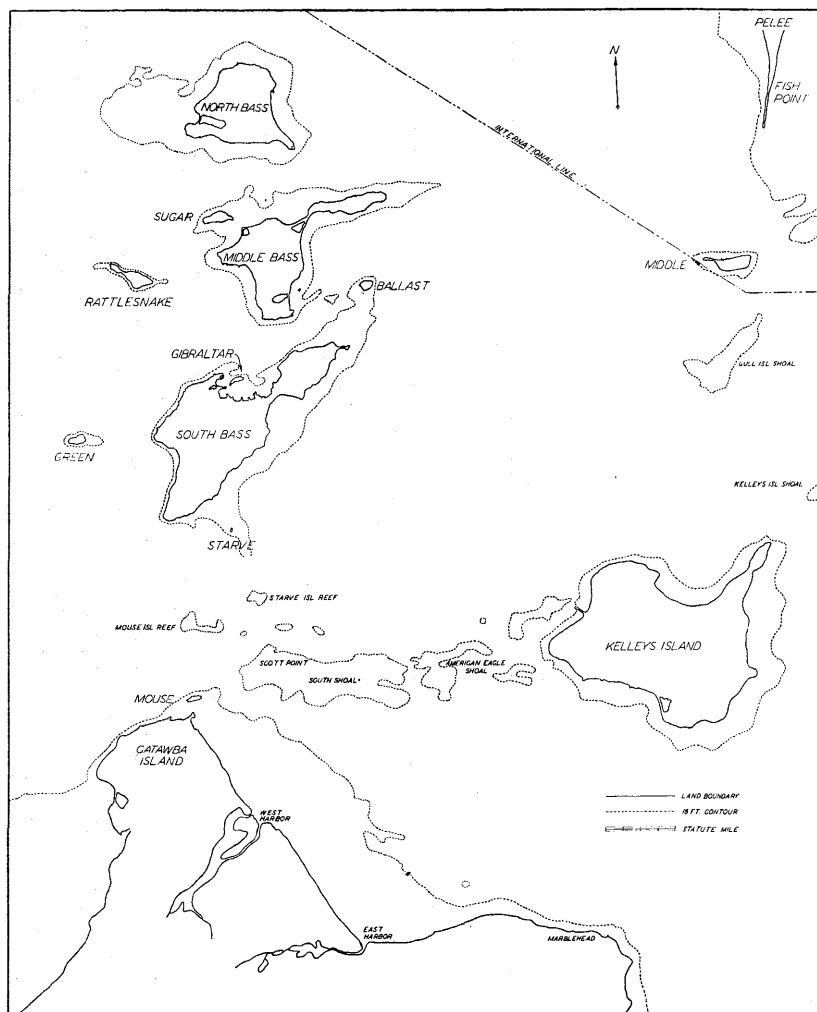 PELEE
N
FISH
POINT
NORTH BASS
INTERNATIONAL LINE
SUGAR
MIDDLE BASS
MIDDLE
RATTLESNAKE
BALLAST
GIBRALTAR
GULL ISL SHOAL
SOUTH BASS
GREEN
KELLEYS ISL SHOAL
STARVE
STARVE ISL REEF
MOUSE ISL REEF
KELLEYS ISLAND
SCOTT POINT
AMERICAN EAGLE
SHOAL
SOUTH SHOAL
MOUSE
CATAWBA
ISLAND
LAND BOUNDARY
18 FT. CONTOUR
STATUTE MILE
WEST
HARBOR
EAST
HARBOR
MARBLEHEAD